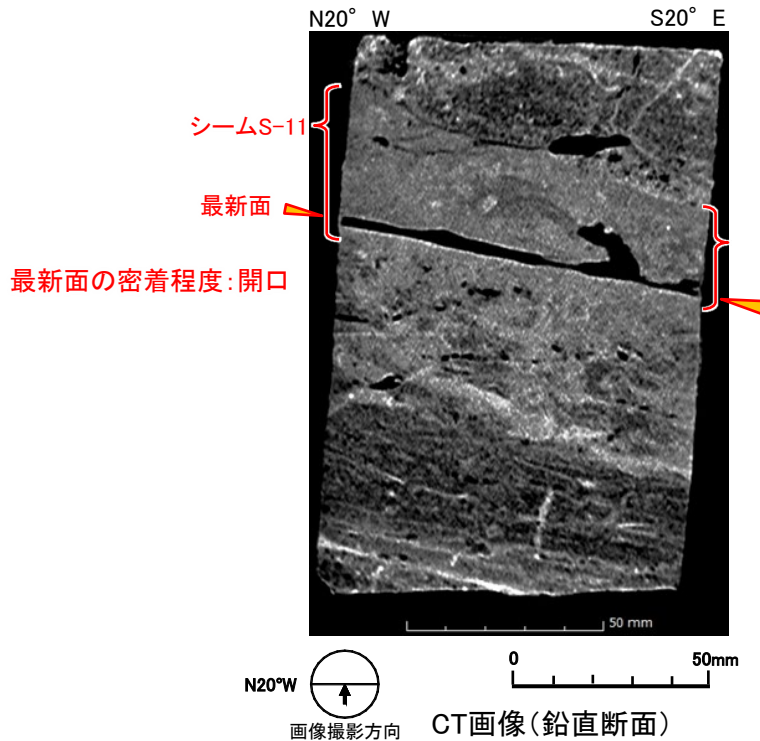 N20° W
S20° E
シームS-11
最新面
最新面の密着程度:開口
50 mm
N20°W
画像撮影方向
0
50mm
CT画像(鉛直断面)